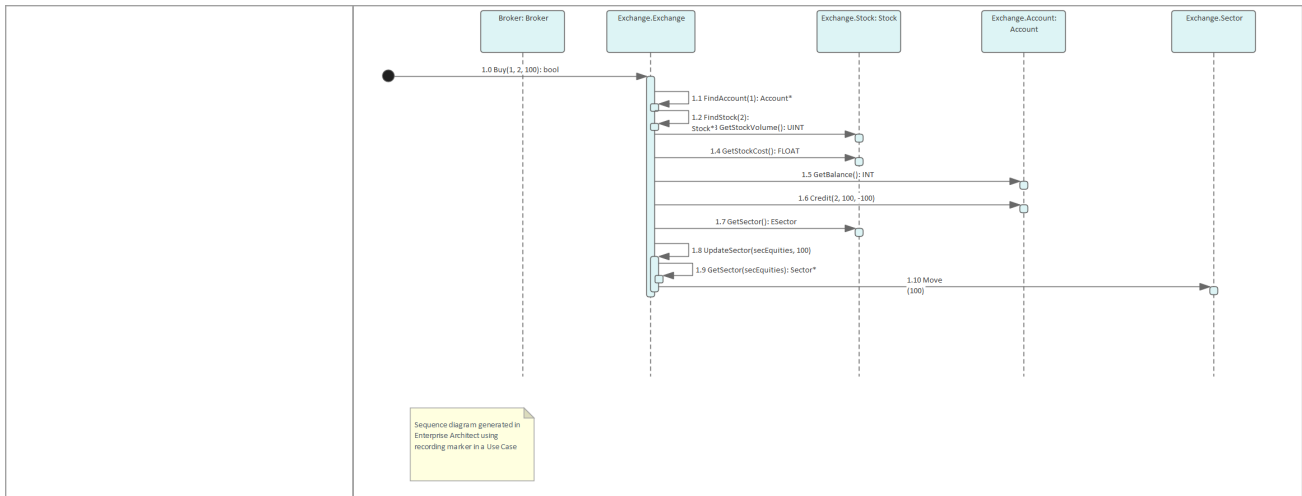 Broker: Broker
Exchange.Exchange
Exchange.Stock: Stock
Exchange.Account:
Account
Exchange.Sector
1.0 Buy(1, 2, 100): bool
1.1 FindAccount(1): Account*
1.2 FindStock(2):
Stock*
GetStockVolume(): UINT
1.4 GetStockCost(): FLOAT
1.5 GetBalance(): INT
1.6 Credit(2, 100, -100)
1.7 GetSector(): ESector
1.8 UpdateSector(secEquities, 100)
1.9 GetSector(secEquities): Sector*
1.10 Move
(100)
Sequence diagram generated in
Enterprise Architect using
recording marker in a Use Case